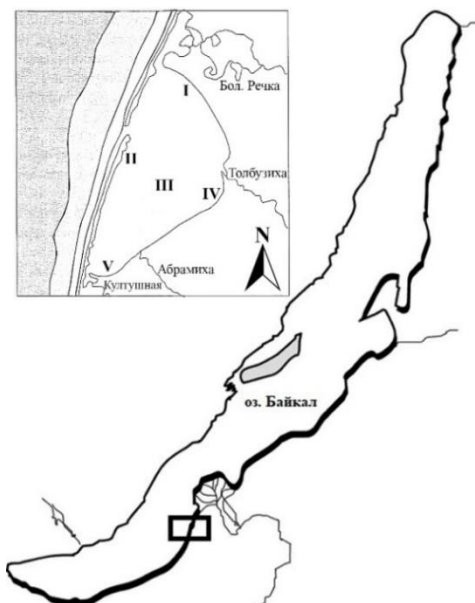 I
Бол. Речка
II
Толбузиха
III
IV
N
V
Абрамиха
Култушная
оз. Байкал